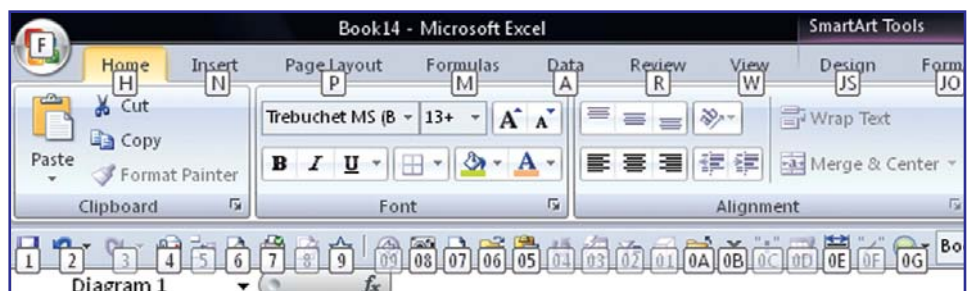 Book14 - Microsoft Excel SmartArt Tools
F
Home Insert Page Layout Formulas Data Review View Design Form
H N P M A R W JS JO
Cut Trebuchet MS (B 13+ A A Wrap Text
Copy
Paste Format Painter B I U A Merge & Center
Clipboard Font Alignment
1 2 3 4 5 6 7 8 9 09 08 07 06 05 04 03 02 01 0A 0B 0C 0D 0E 0F 0G Bo
Diagram 1 fx